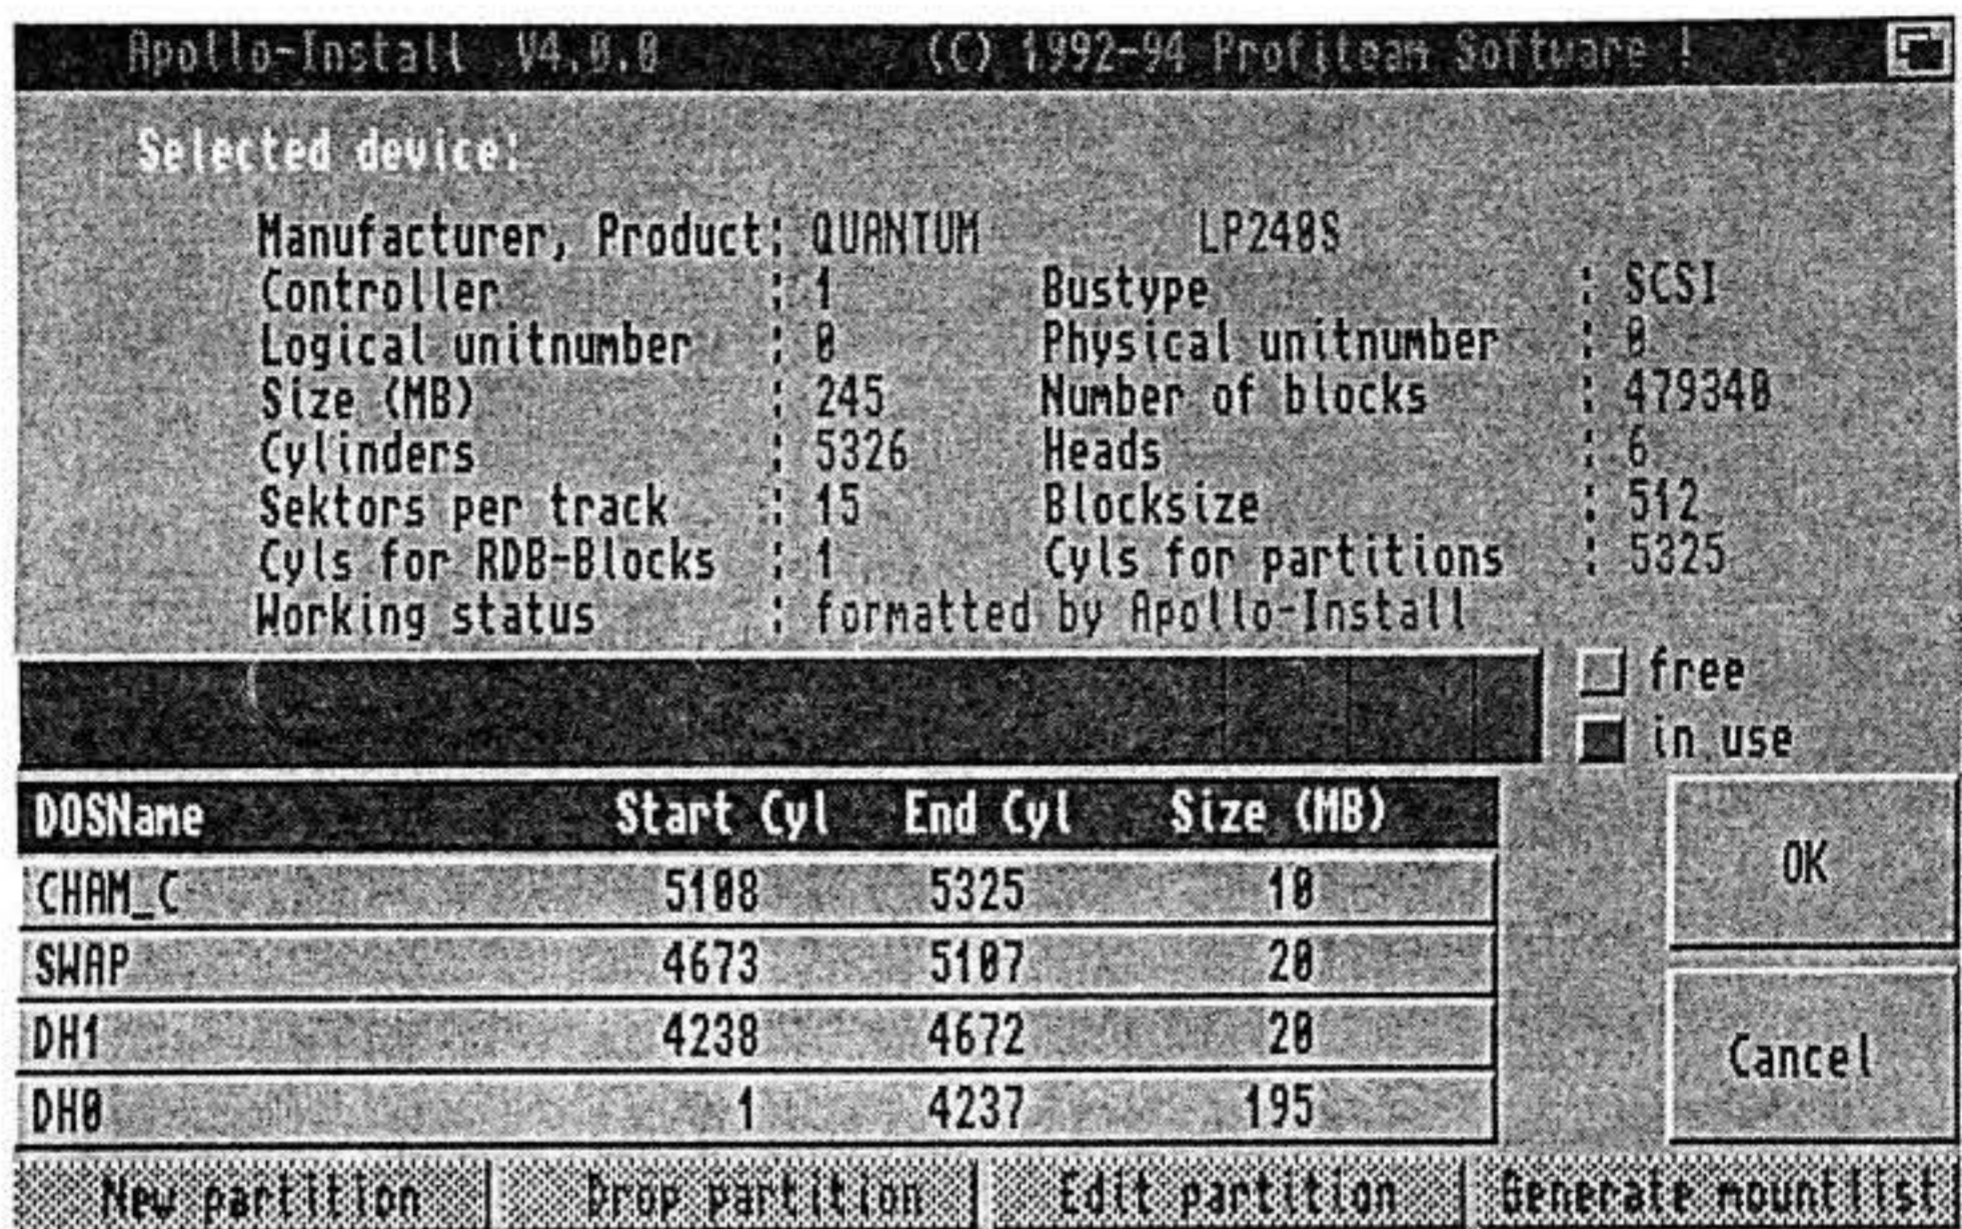 Apollo-Install V4.0.0 (C) 1992-94 Profiteam Software !
Selected device:
Manufacturer, Product: QUANTUM LP240S
Controller : 1 Bustype : SCSI
Logical unitnumber : 0 Physical unitnumber : 0
Size (MB) : 245 Number of blocks : 479340
Cylinders : 5326 Heads : 6
Sektors per track : 15 Blocksize : 512
Cyls for RDB-Blocks : 1 Cyls for partitions : 5325
Working status : formatted by Apollo-Install
free
in use
DOSName Start Cyl End Cyl Size (MB)
CHAM_C 5108 5325 10
SWAP 4673 5107 20
DH1 4238 4672 20
DH0 1 4237 195
OK
Cancel
New partition Drop partition Edit partition Generate mountlist